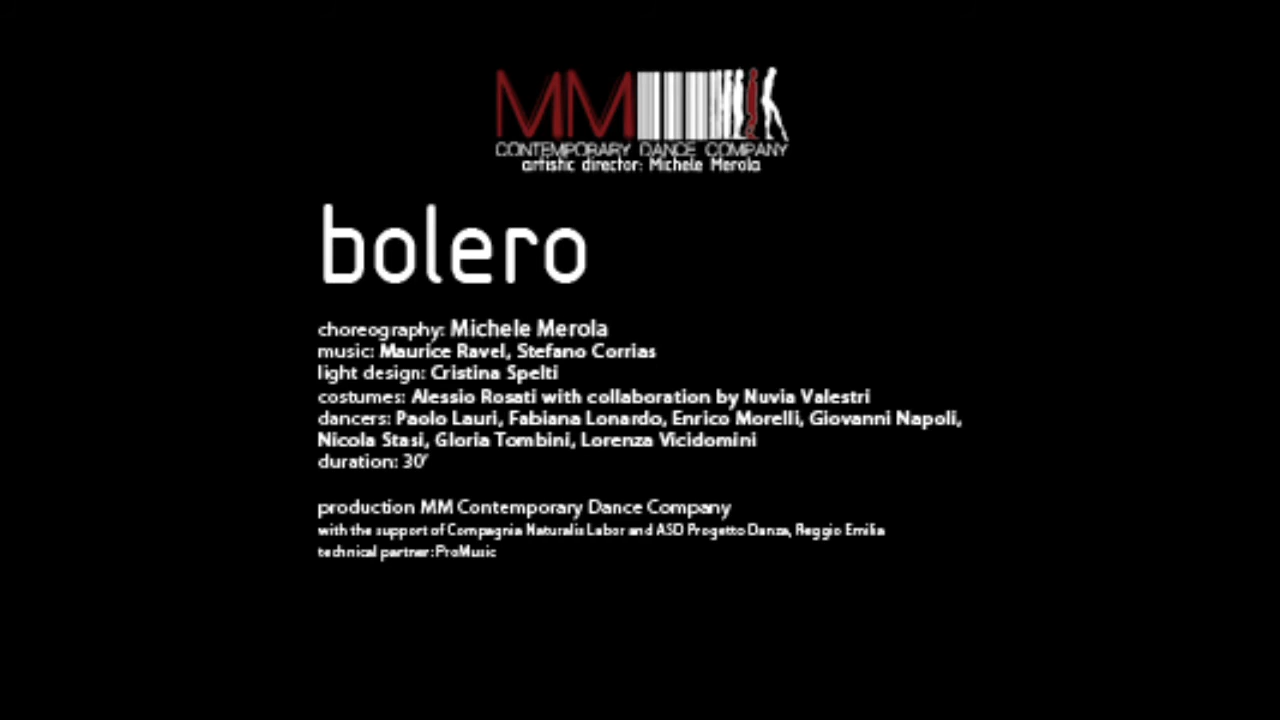 MM
CONTEMPORARY DANCE COMPANY
artistic director: Michele Merola
bolero
choreography: Michele Merola
music: Maurice Ravel, Stefano Corrias
light design: Cristina Spelti
costumes: Alessio Rosati with collaboration by Nuvia Valestri
dancers: Paolo Lauri, Fabiana Lonardo, Enrico Morelli, Giovanni Napoli,
Nicola Stasi, Gloria Tombini, Lorenza Vicidomini
duration: 30'
production MM Contemporary Dance Company
with the support of Compagnia Naturalis Labor and ASD Progetto Danza, Reggio Emilia
technical partner: ProMusic